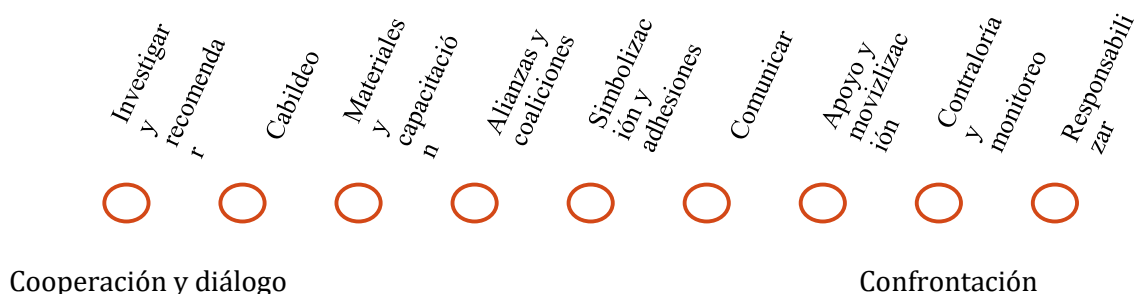 Investigar
y
recomenda
r
Cabildeo
Materiales
y
capacitació
n
Alianzas y
coaliciones
Simbolizac
ión y
adhesiones
Comunicar
Apoyo y
movizlizac
ión
Contraloría
y
monitoreo
Responsabili
zar
Cooperación y diálogo
Confrontación